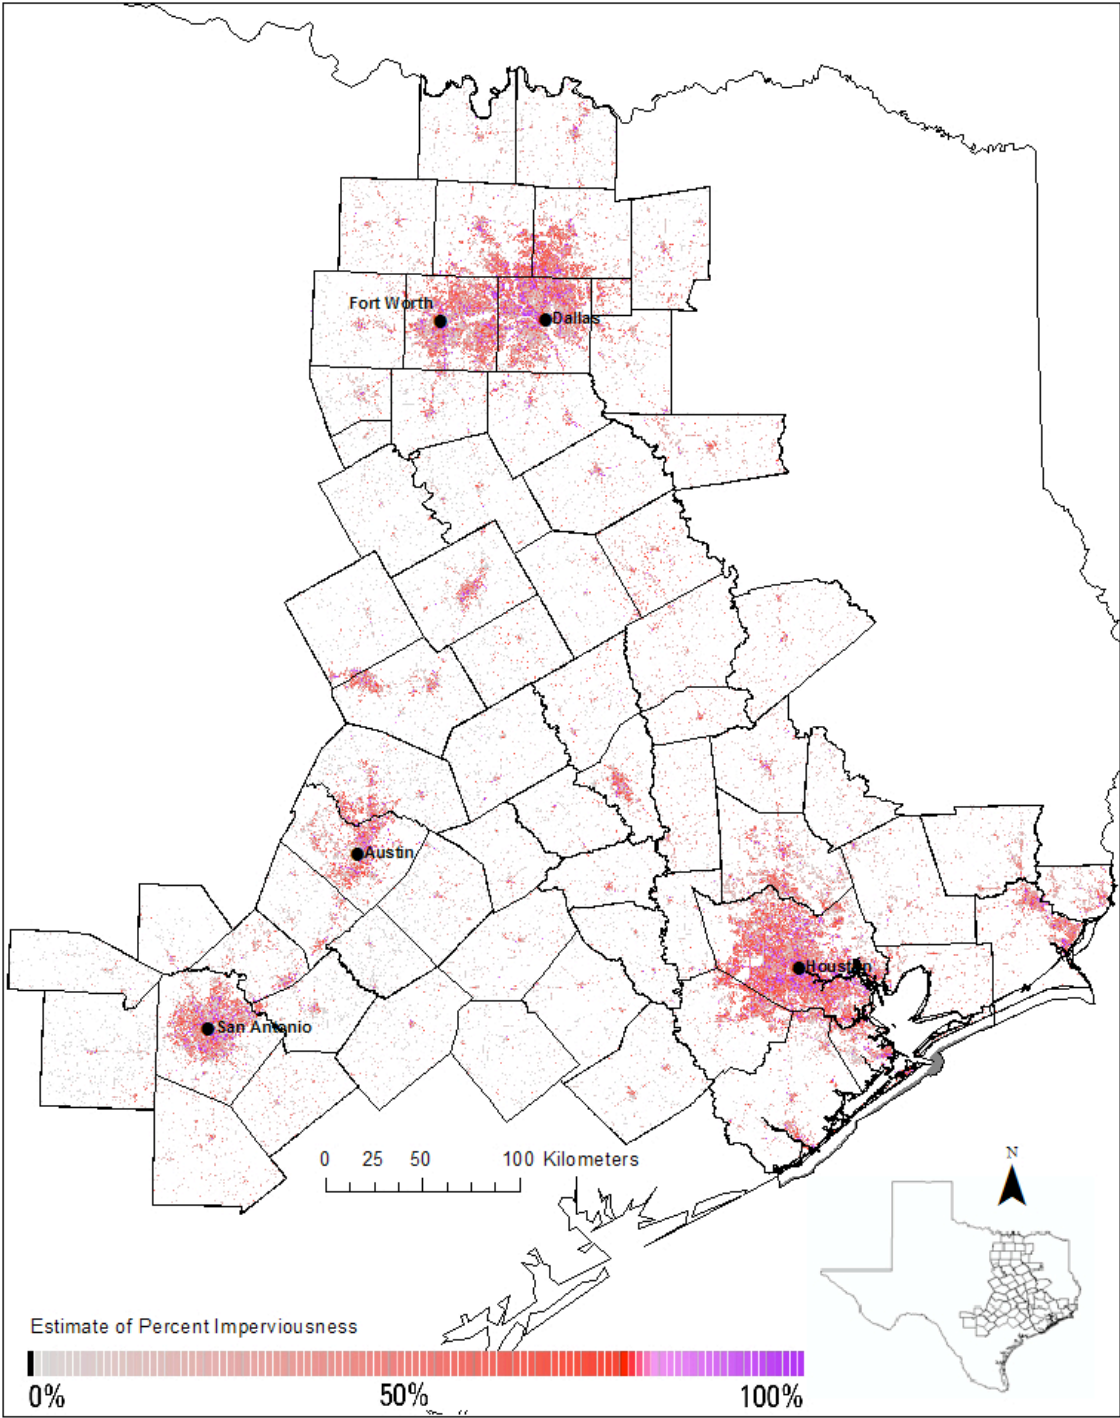 Fort Worth
Dallas
Austin
Houston
San Antonio
0 25 50 100 Kilometers
N
Estimate of Percent Imperviousness
0% 50% 100%